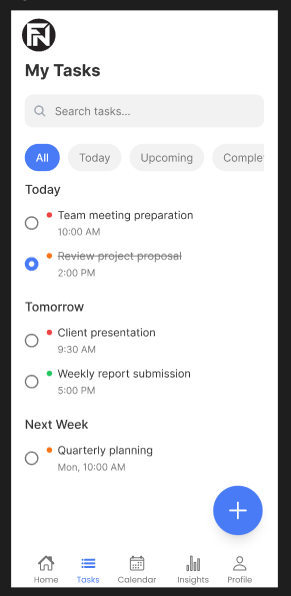 FN
My Tasks
Search tasks...
All Today Upcoming Comple
Today
Team meeting preparation
10:00 AM
Review project proposal
2:00 PM
Tomorrow
Client presentation
9:30 AM
Weekly report submission
5:00 PM
Next Week
Quarterly planning
Mon, 10:00 AM
Home Tasks Calendar Insights Profile